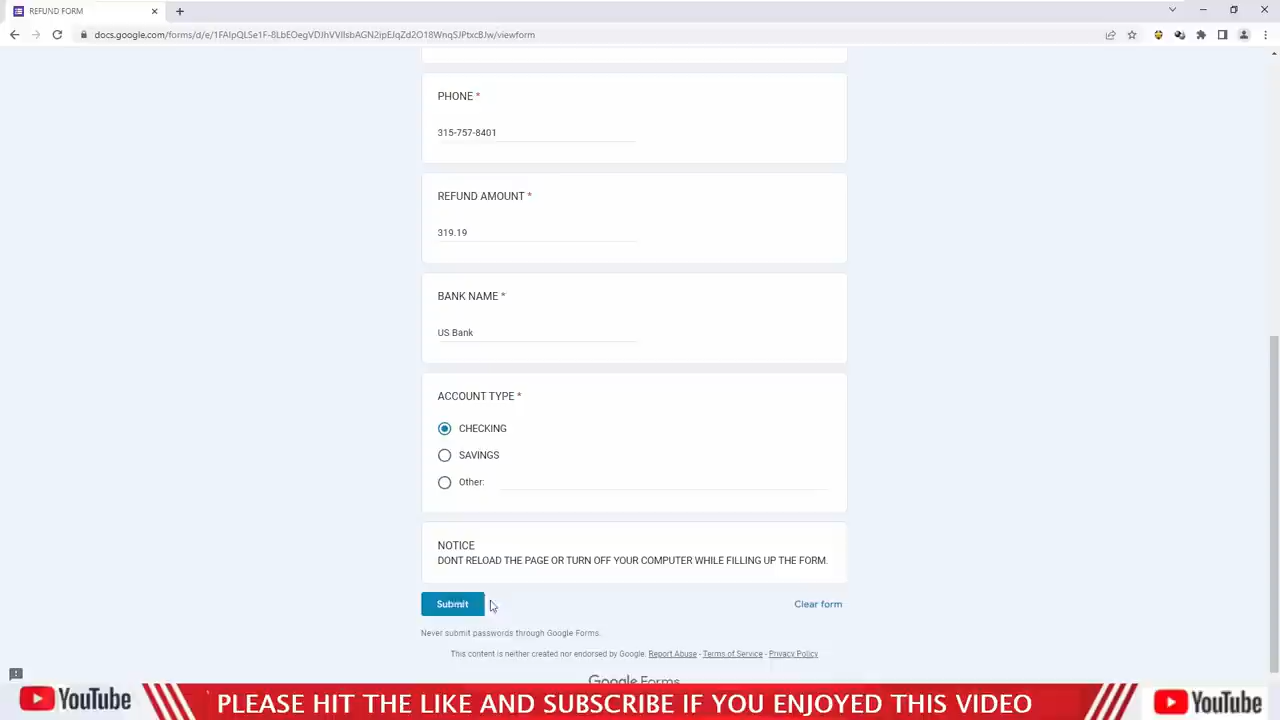 REFUND FORM
docs.google.com/forms/d/e/1FAIpQLSe1F-8LbEOegVDJhVVIlsbAGN2ipEJqZd2O18WnqSJPtxcBJw/viewform
PHONE *
315-757-8401
REFUND AMOUNT *
319.19
BANK NAME *
US Bank
ACCOUNT TYPE *
CHECKING
SAVINGS
Other:
NOTICE
DONT RELOAD THE PAGE OR TURN OFF YOUR COMPUTER WHILE FILLING UP THE FORM.
Submit
Clear form
Never submit passwords through Google Forms.
This content is neither created nor endorsed by Google. Report Abuse - Terms of Service - Privacy Policy
Google Forms
YouTube PLEASE HIT THE LIKE AND SUBSCRIBE IF YOU ENJOYED THIS VIDEO YouTube